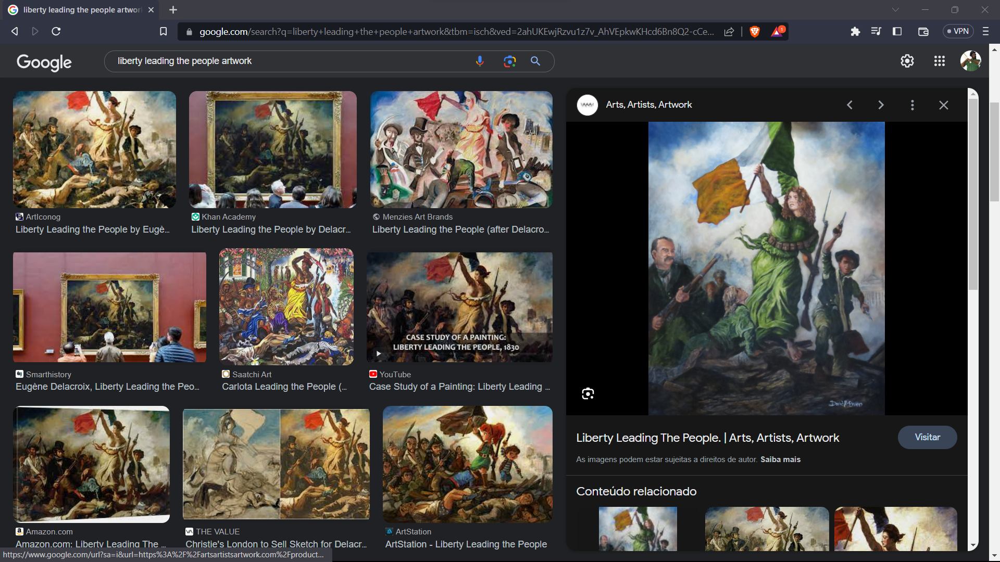 liberty leading the people artwor
google.com/search?q=liberty+leading+the+people+artwork&tbm=isch&ved=2ahUKEwjRzvu1z7v_AhVEpkwKHcd6Bn8Q2-cCe...
1
VPN
Google
liberty leading the people artwork
Arts, Artists, Artwork
ArtIconog
Liberty Leading the People by Eugè...
Khan Academy
Liberty Leading the People by Delacr...
Menzies Art Brands
Liberty Leading the People (after Delacro...
CASE STUDY OF A PAINTING:
LIBERTY LEADING THE PEOPLE, 1830
Smarthistory
Eugène Delacroix, Liberty Leading the Peo...
Saatchi Art
Carlota Leading the People (...
YouTube
Case Study of a Painting: Liberty Leading ...
Liberty Leading The People. | Arts, Artists, Artwork
Visitar
As imagens podem estar sujeitas a direitos de autor. Saiba mais
Conteúdo relacionado
Amazon.com
Amazon.com: Liberty Leading The ...
THE VALUE
Christie's London to Sell Sketch for Delacr...
ArtStation
ArtStation - Liberty Leading the People
https://www.google.com/url?sa=i&url=https%3A%2F%2Fartsartistsartwork.com%2Fproduct...